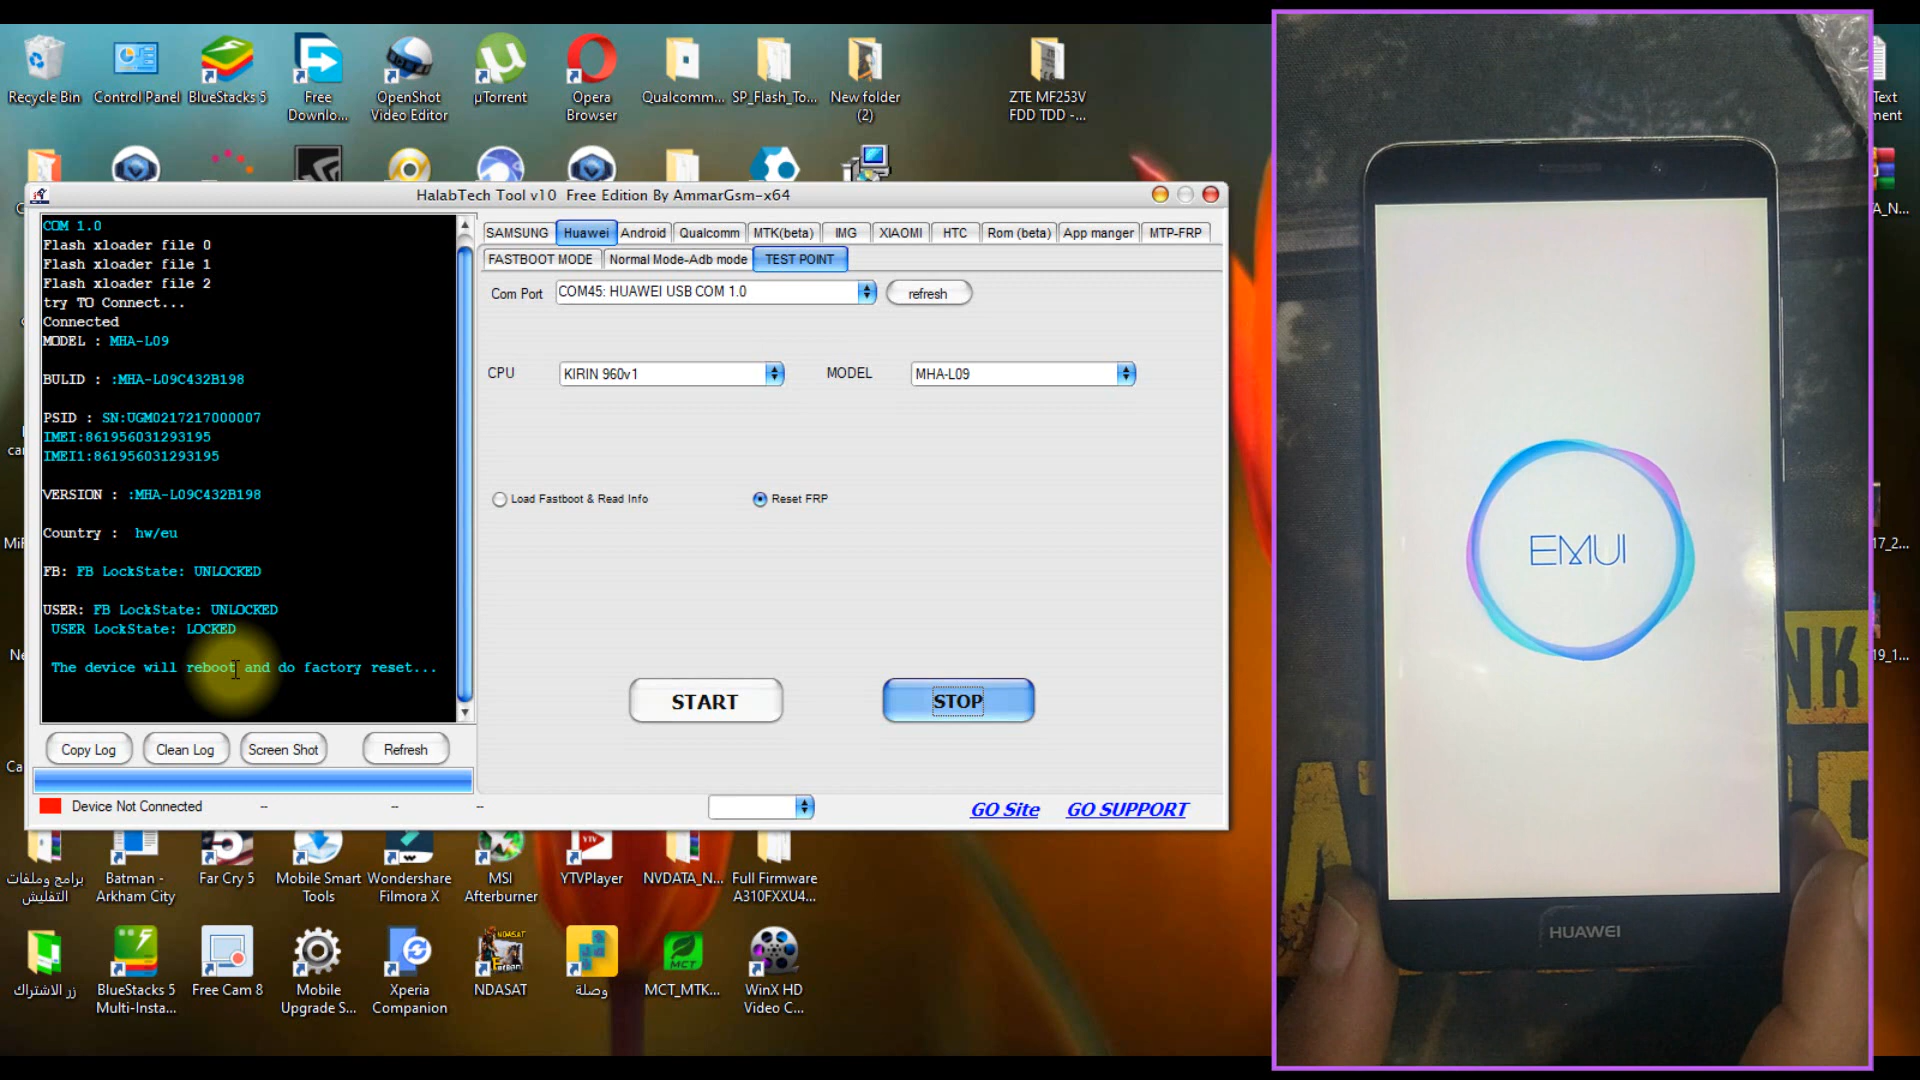 Recycle Bin
Control Panel
BlueStacks 5
Free
Downlo...
OpenShot
Video Editor
µTorrent
Opera
Browser
Qualcomm...
SP_Flash_To...
New folder
(2)
ZTE MF253V
FDD TDD -...
Text
ment
A_N...
HalabTech Tool v10 Free Edition By AmmarGsm-x64
COM 1.0
Flash xloader file 0
Flash xloader file 1
Flash xloader file 2
try TO Connect...
Connected
MODEL : MHA-L09
BULID : :MHA-L09C432B198
PSID : SN:UGM0217217000007
IMEI:861956031293195
IMEI1:861956031293195
VERSION : :MHA-L09C432B198
Country : hw/eu
FB: FB LockState: UNLOCKED
USER: FB LockState: UNLOCKED
USER LockState: LOCKED
The device will reboot and do factory reset...
SAMSUNG
Huawei
Android
Qualcomm
MTK(beta)
IMG
XIAOMI
HTC
Rom (beta)
App manger
MTP-FRP
FASTBOOT MODE
Normal Mode-Adb mode
TEST POINT
Com Port
COM45: HUAWEI USB COM 1.0
refresh
CPU
KIRIN 960v1
MODEL
MHA-L09
Load Fastboot & Read Info
Reset FRP
START
STOP
Copy Log
Clean Log
Screen Shot
Refresh
Device Not Connected
--
--
--
GO Site
GO SUPPORT
برامج وملفات
التفليش
Batman -
Arkham City
Far Cry 5
Mobile Smart
Tools
Wondershare
Filmora X
MSI
Afterburner
YTVPlayer
NVDATA_N...
Full Firmware
A310FXXU4...
زر الاشتراك
BlueStacks 5
Multi-Insta...
Free Cam 8
Mobile
Upgrade S...
Xperia
Companion
NDASAT
وصلة
MCT_MTK...
WinX HD
Video C...
EMUI
HUAWEI
17_2...
19_1...